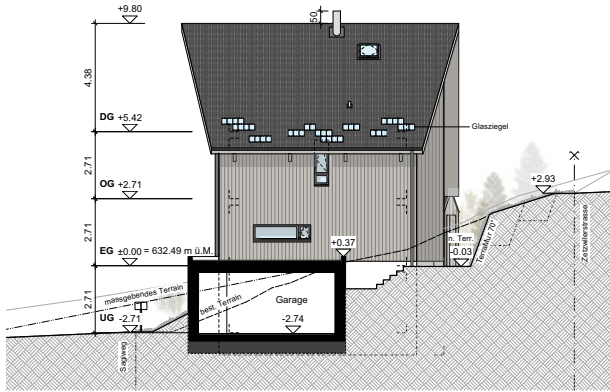 +9.80
50
4.38
DG +5.42
Glasziegel
2.71
OG +2.71
+2.93
2.71
+0.37
n. Terr.
-0.03
TerraMur 70°
Zetzwilerstrasse
EG ±0.00 = 632.49 m ü.M.
massgebendes Terrain
best. Terrain
Garage
2.71
UG -2.71
-2.74
Sagiweg